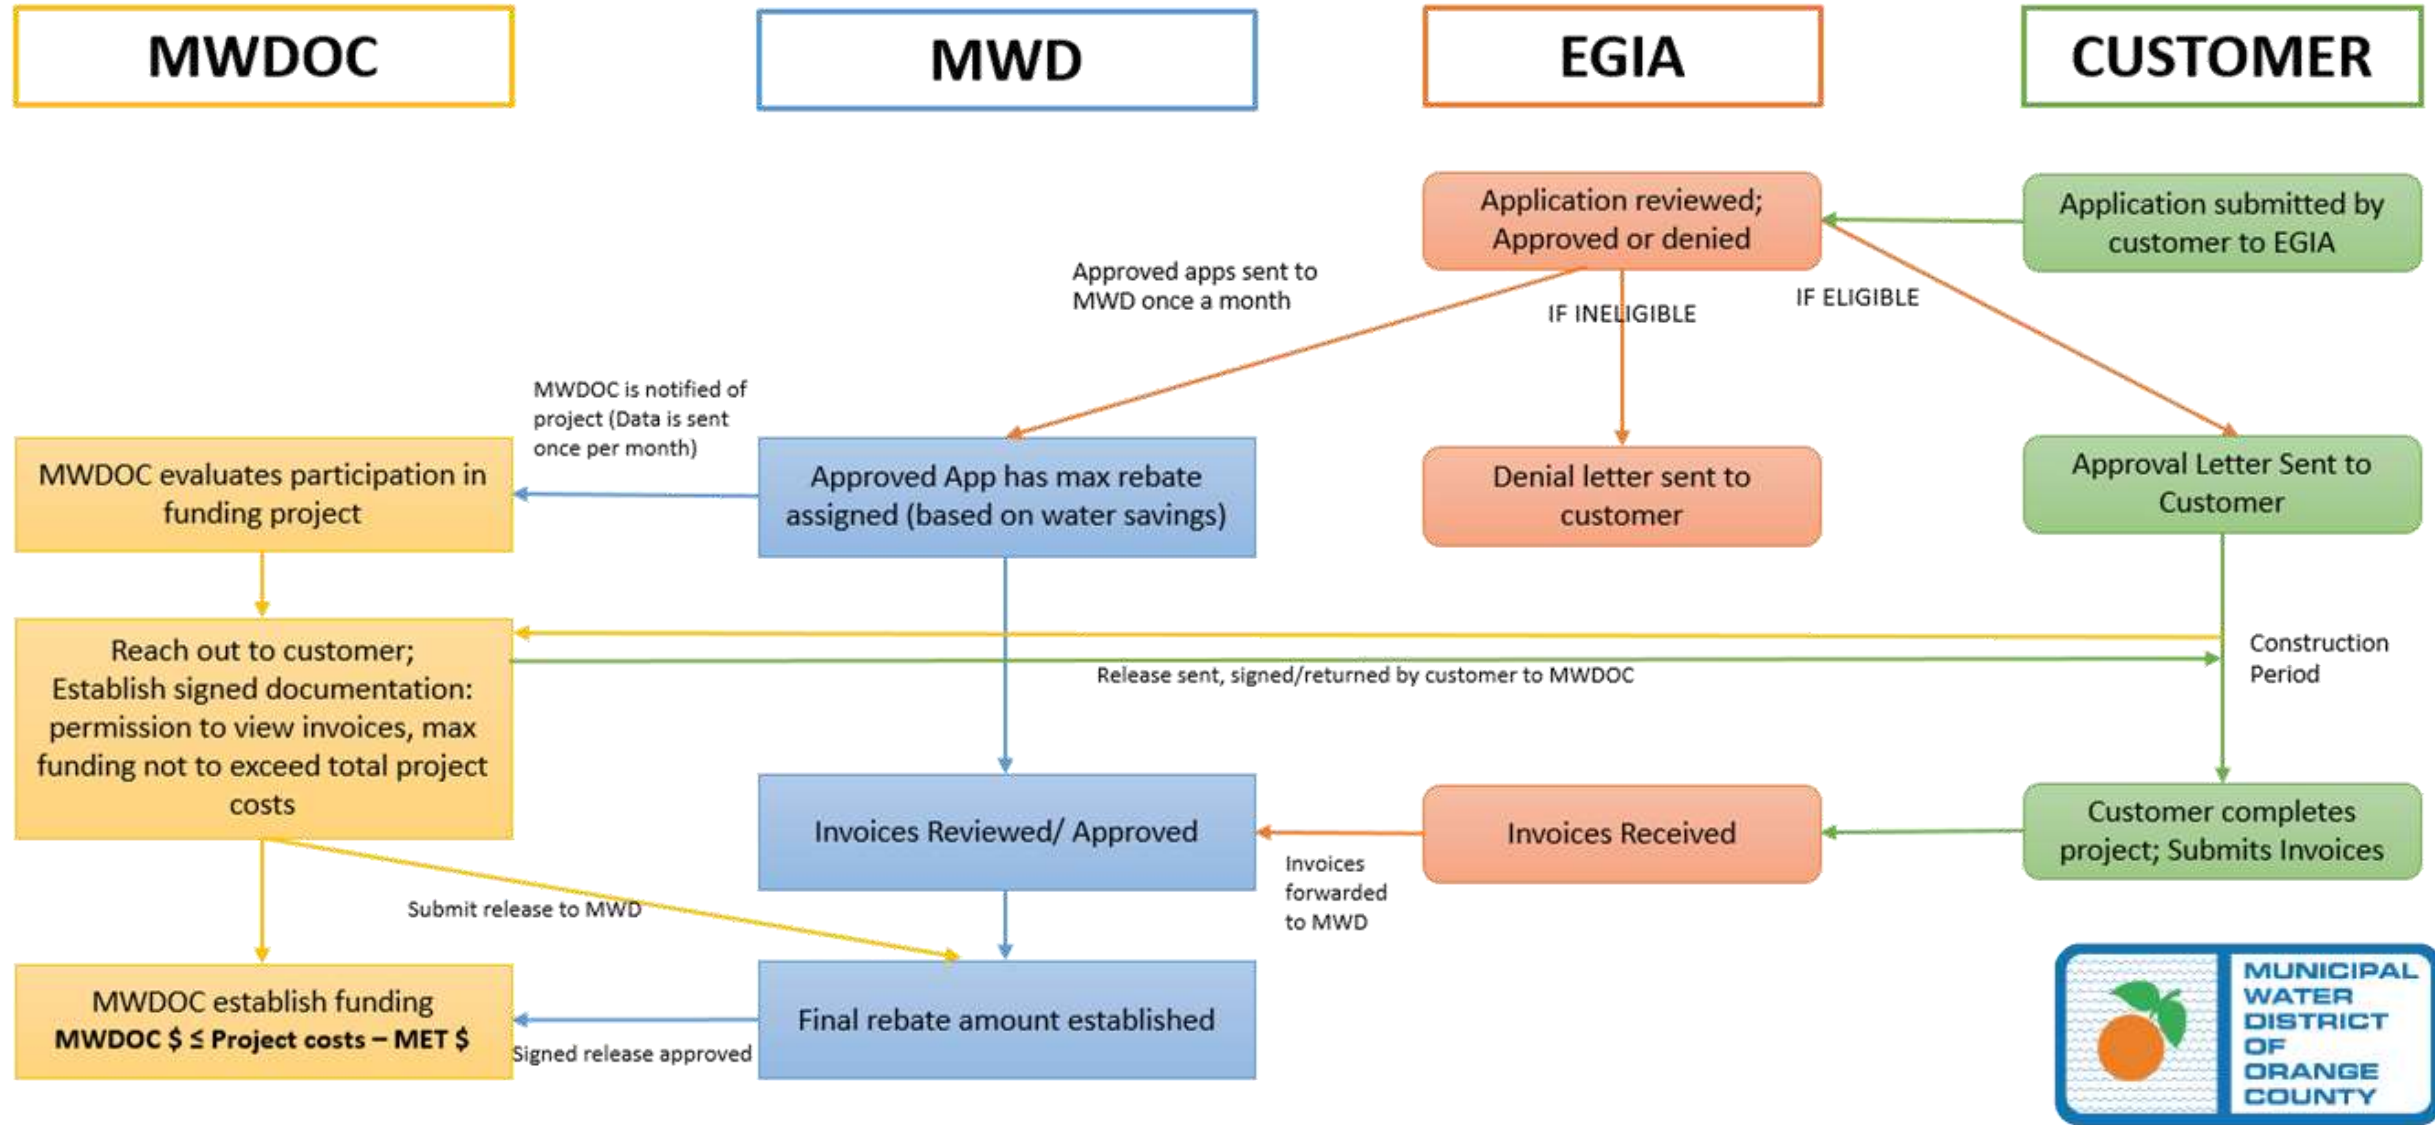 MWDOC
MWD
EGIA
CUSTOMER
Application reviewed;
Approved or denied
Application submitted by
customer to EGIA
Approved apps sent to
MWD once a month
IF INELIGIBLE
IF ELIGIBLE
MWDOC is notified of
project (Data is sent
once per month)
MWDOC evaluates participation in
funding project
Approved App has max rebate
assigned (based on water savings)
Denial letter sent to
customer
Approval Letter Sent to
Customer
Reach out to customer;
Establish signed documentation:
permission to view invoices, max
funding not to exceed total project
costs
Release sent, signed/returned by customer to MWDOC
Construction
Period
Invoices Reviewed/ Approved
Invoices Received
Customer completes
project; Submits Invoices
Invoices
forwarded
to MWD
Submit release to MWD
MWDOC establish funding
MWDOC $ ≤ Project costs – MET $
Signed release approved
Final rebate amount established
MUNICIPAL
WATER
DISTRICT
OF
ORANGE
COUNTY